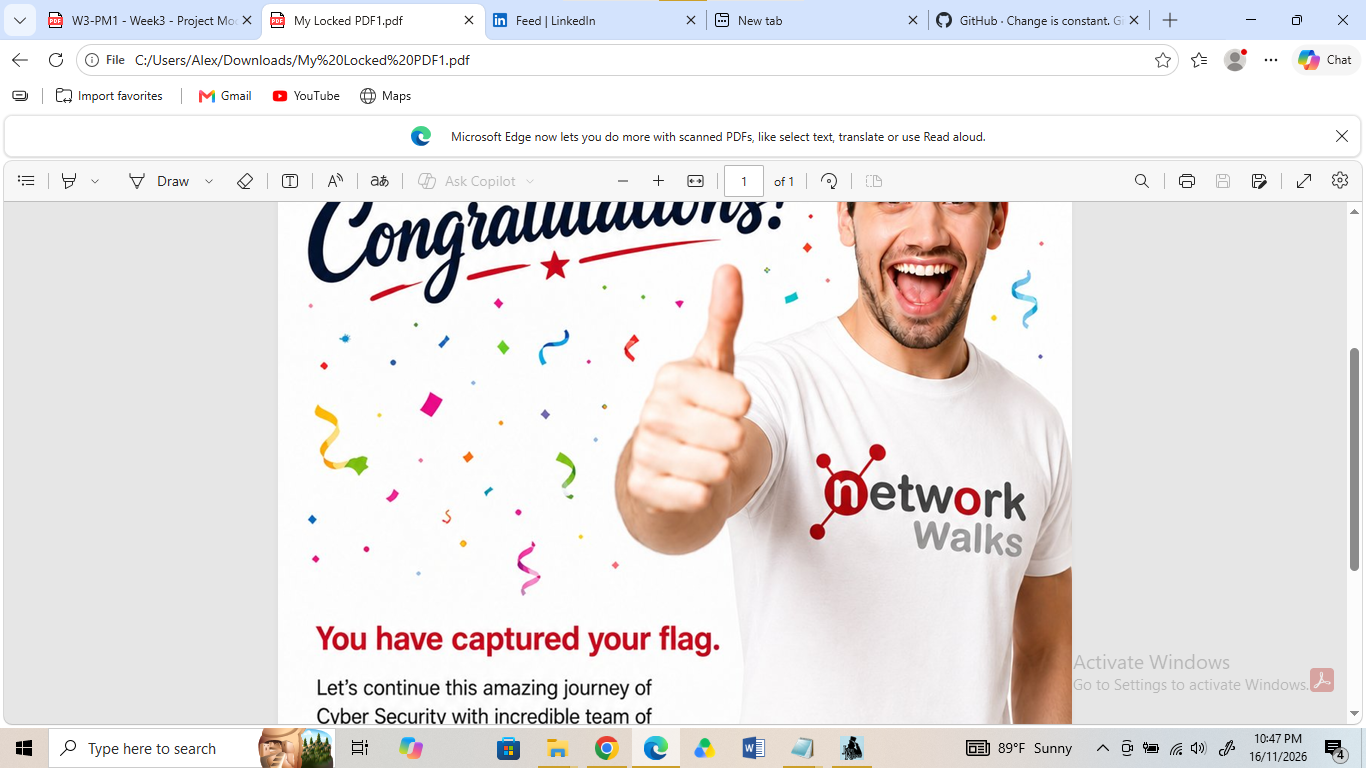 W3-PM1 - Week3 - Project Mo
My Locked PDF1.pdf
Feed | LinkedIn
New tab
GitHub · Change is constant. Gi
File C:/Users/Alex/Downloads/My%20Locked%20PDF1.pdf
Chat
Import favorites
Gmail
YouTube
Maps
Microsoft Edge now lets you do more with scanned PDFs, like select text, translate or use Read aloud.
Draw
Ask Copilot
1 of 1
Congratulations!
network
Walks
You have captured your flag.
Let's continue this amazing journey of
Cyber Security with incredible team of
Activate Windows
Go to Settings to activate Windows.
Type here to search
89°F Sunny
10:47 PM
16/11/2026
4